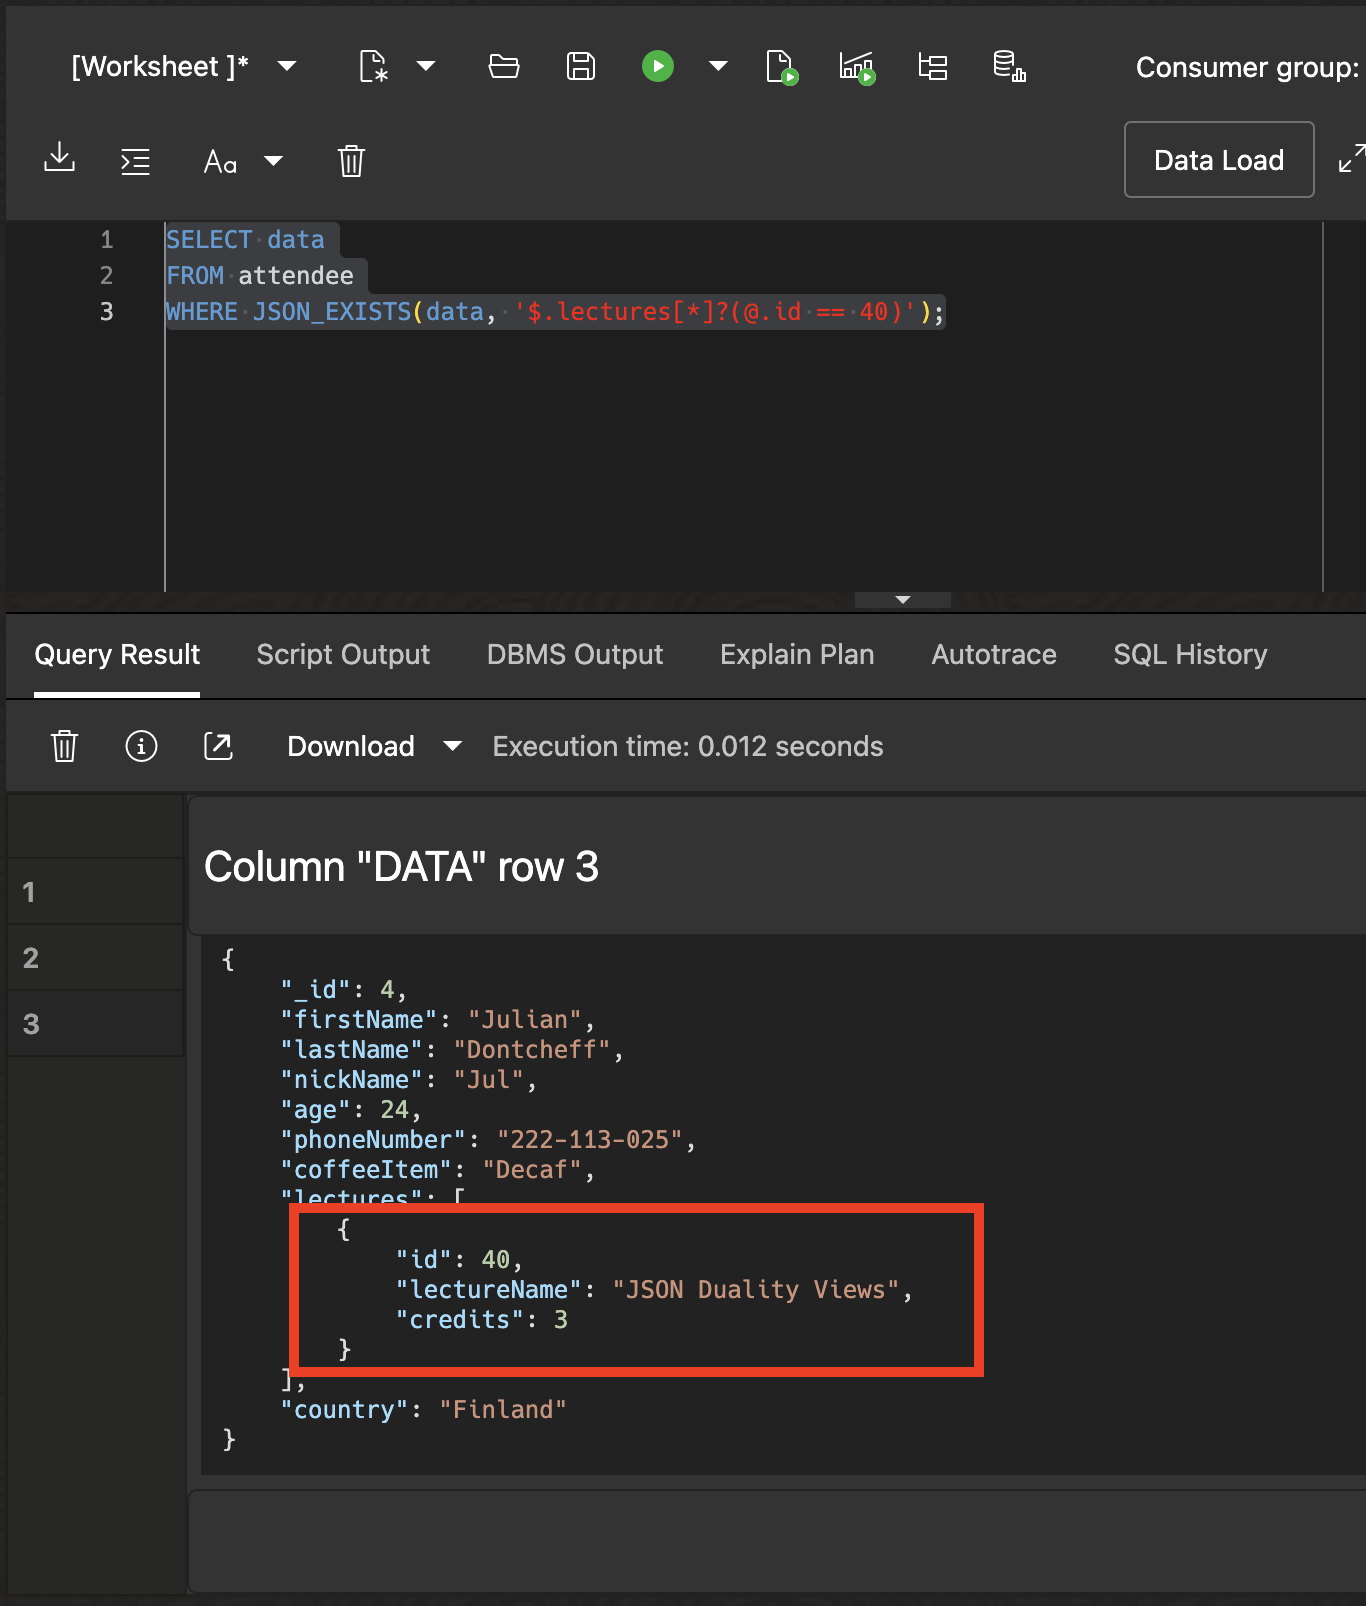 [Worksheet ]*
Consumer group:
Aa
Data Load
1 SELECT data
2 FROM attendee
3 WHERE JSON_EXISTS(data, '$.lectures[*]?(@.id == 40)');
Query Result Script Output DBMS Output Explain Plan Autotrace SQL History
Download Execution time: 0.012 seconds
Column "DATA" row 3
1
2
3
{
"_id": 4,
"firstName": "Julian",
"lastName": "Dontcheff",
"nickName": "Jul",
"age": 24,
"phoneNumber": "222-113-025",
"coffeeItem": "Decaf",
"lectures": [
{
"id": 40,
"lectureName": "JSON Duality Views",
"credits": 3
}
],
"country": "Finland"
}